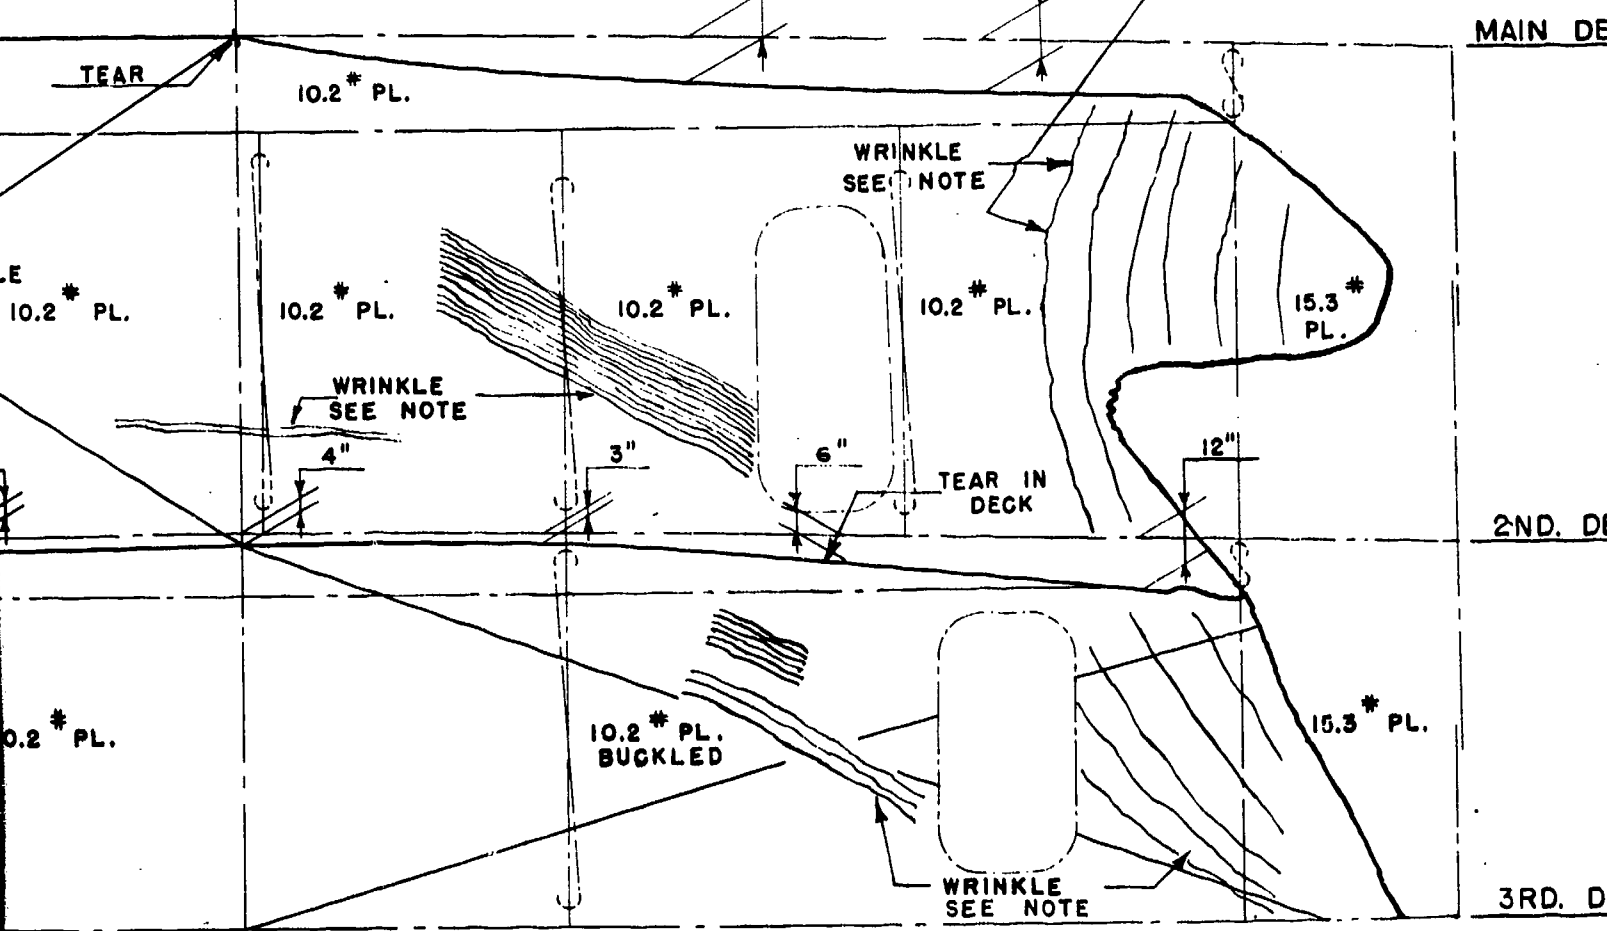 MAIN DE
TEAR
10.2# PL.
WRINKLE
SEE NOTE
LE
10.2# PL.
10.2# PL.
10.2# PL.
10.2# PL.
15.3#
PL.
WRINKLE
SEE NOTE
4"
3"
6"
12"
TEAR IN
DECK
2ND. DE
0.2# PL.
10.2# PL.
BUCKLED
15.3# PL.
WRINKLE
SEE NOTE
3RD. D